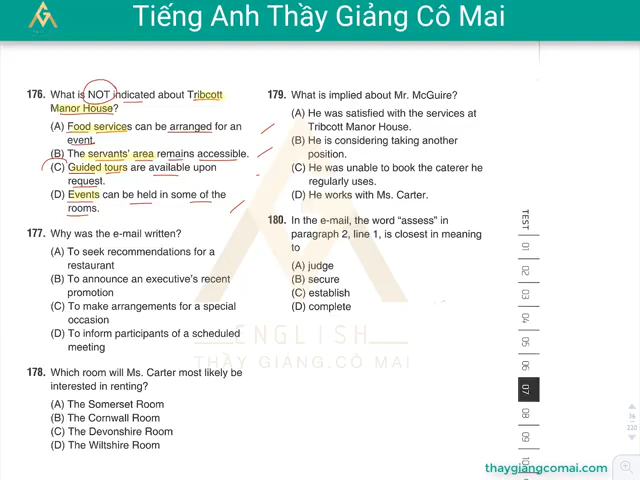 Tiếng Anh Thầy Giảng Cô Mai
176. What is NOT indicated about Tribcott
Manor House?
(A) Food services can be arranged for an
event.
(B) The servants' area remains accessible.
(C) Guided tours are available upon
request.
(D) Events can be held in some of the
rooms.
177. Why was the e-mail written?
(A) To seek recommendations for a
restaurant
(B) To announce an executive's recent
promotion
(C) To make arrangements for a special
occasion
(D) To inform participants of a scheduled
meeting
178. Which room will Ms. Carter most likely be
interested in renting?
(A) The Somerset Room
(B) The Cornwall Room
(C) The Devonshire Room
(D) The Wiltshire Room
179. What is implied about Mr. McGuire?
(A) He was satisfied with the services at
Tribcott Manor House.
(B) He is considering taking another
position.
(C) He was unable to book the caterer he
regularly uses.
(D) He works with Ms. Carter.
180. In the e-mail, the word "assess" in
paragraph 2, line 1, is closest in meaning
to
(A) judge
(B) secure
(C) establish
(D) complete
ENGLISH
THẦY GIẢNG.CÔ MAI
TEST
01
02
03
04
05
06
07
08
09
10
220
thaygiangcomai.com